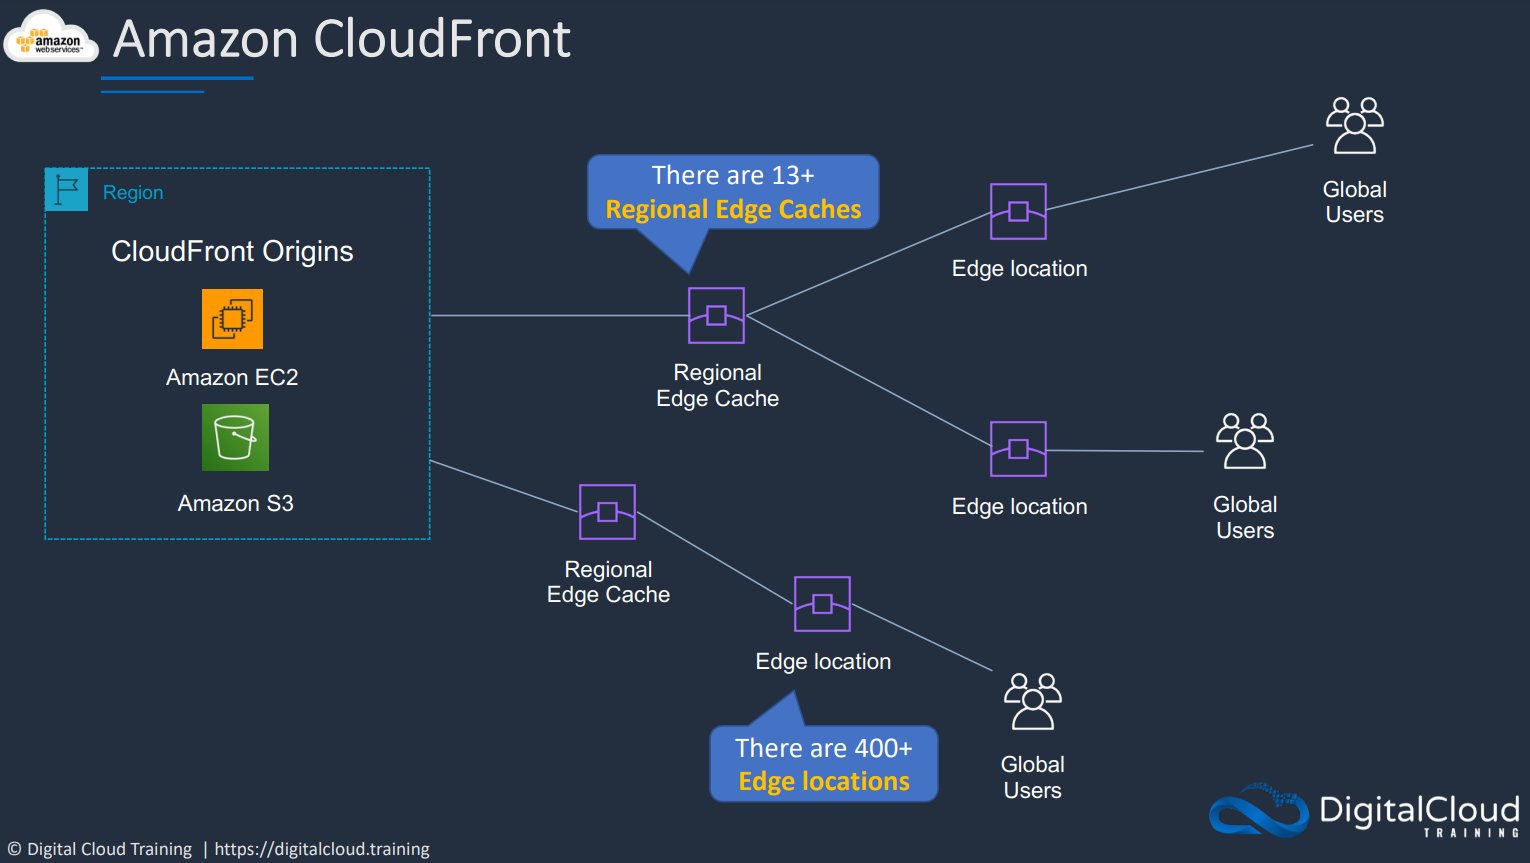 amazon
webservices™
Amazon CloudFront
Region
CloudFront Origins
Amazon EC2
Amazon S3
There are 13+
Regional Edge Caches
Regional
Edge Cache
Regional
Edge Cache
Edge location
Edge location
Edge location
There are 400+
Edge locations
Global
Users
Global
Users
Global
Users
DigitalCloud
TRAINING
© Digital Cloud Training | https://digitalcloud.training